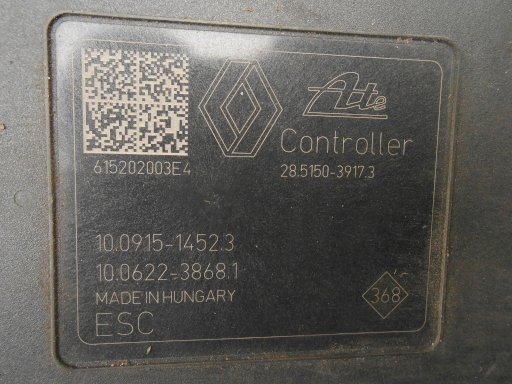 Ate
Controller
615202003E4
28.5150-3917.3
10.0915-1452.3
10.0622-3868.1
MADE IN HUNGARY
368
ESC